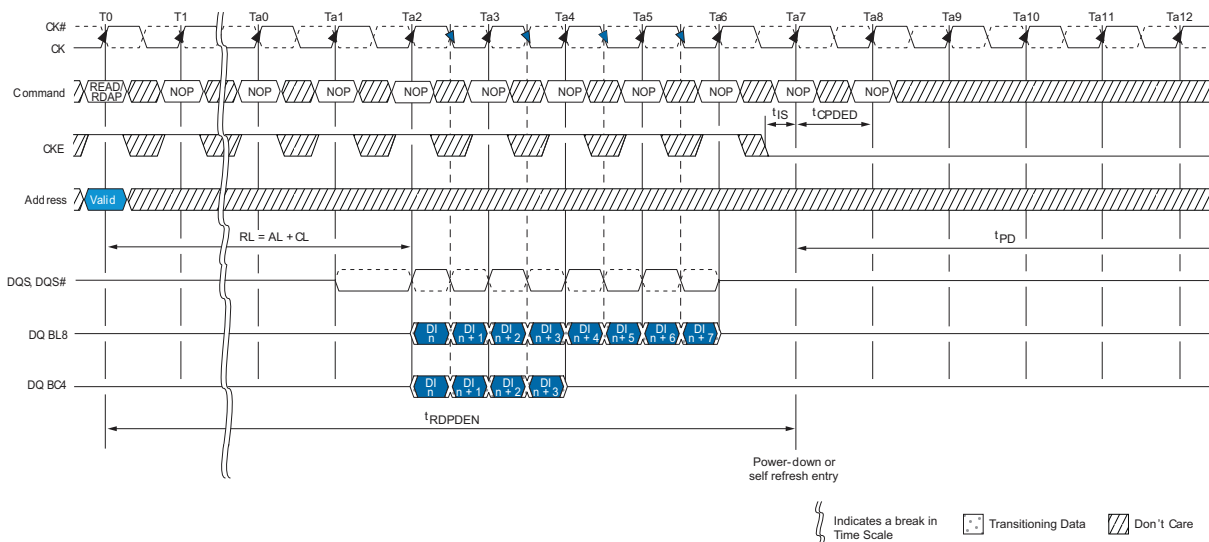 T0 T1 Ta0 Ta1 Ta2 Ta3 Ta4 Ta5 Ta6 Ta7 Ta8 Ta9 Ta10 Ta11 Ta12
CK#
CK
Command READ/ RDAP NOP NOP NOP NOP NOP NOP NOP NOP NOP NOP
tIS tCPDED
CKE
Address Valid
RL = AL + CL
tPD
DQS, DQS#
DQ BL8 DI n DI n + 1 DI n + 2 DI n + 3 DI n + 4 DI n+ 5 DI n + 6 DI n + 7
DQ BC4 DI n DI n + 1 DI n + 2 DI n + 3
tRDPDEN
Power-down or
self refresh entry
Indicates a break in
Time Scale
Transitioning Data
Don't Care